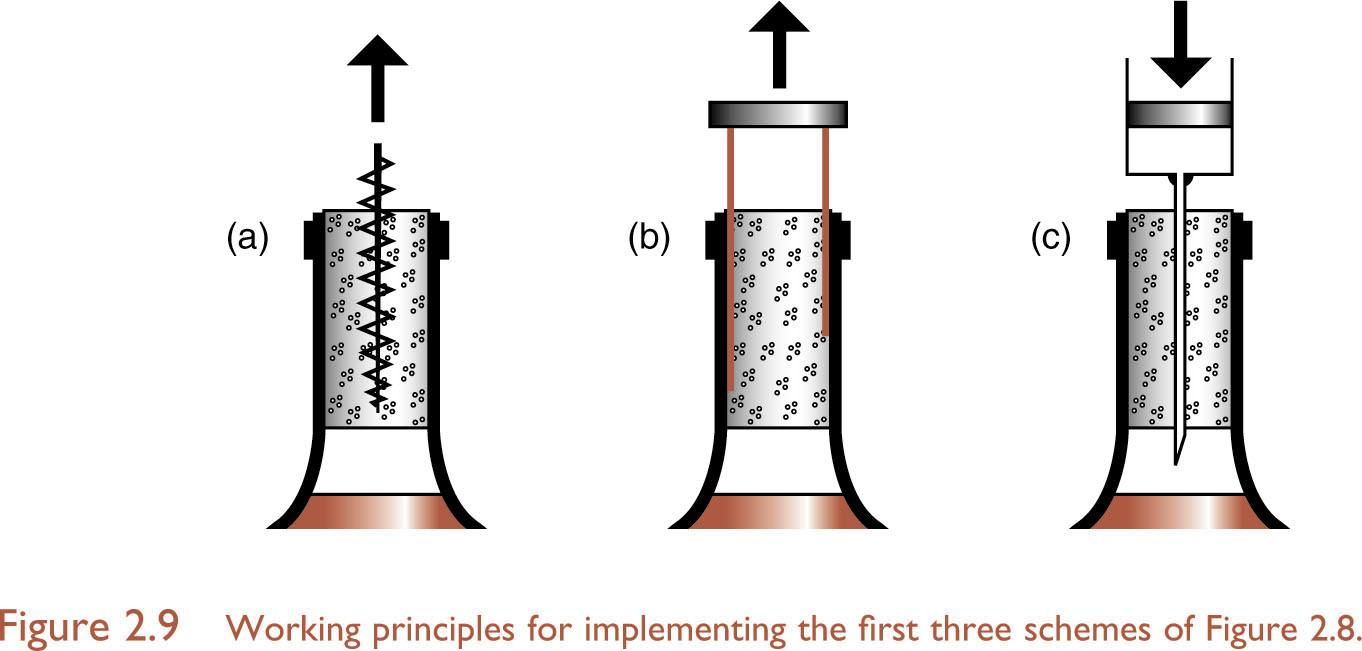 (a)
(b)
(c)
Figure 2.9 Working principles for implementing the first three schemes of Figure 2.8.